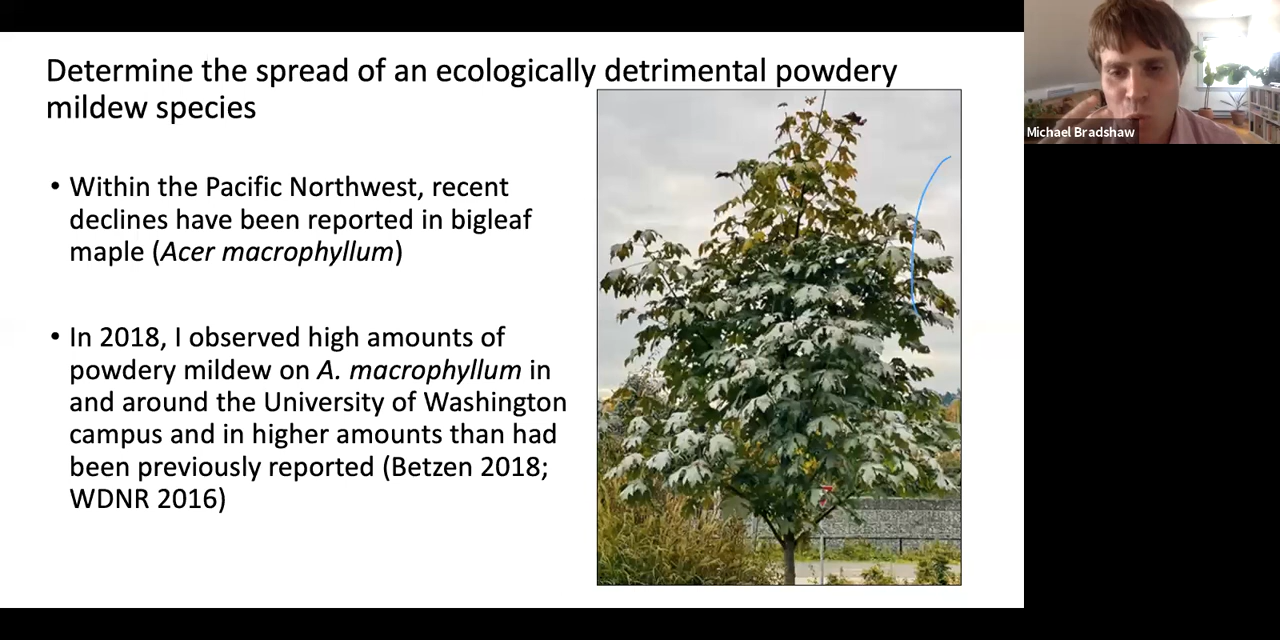 Determine the spread of an ecologically detrimental powdery
mildew species
• Within the Pacific Northwest, recent
declines have been reported in bigleaf
maple (Acer macrophyllum)
• In 2018, I observed high amounts of
powdery mildew on A. macrophyllum in
and around the University of Washington
campus and in higher amounts than had
been previously reported (Betzen 2018;
WDNR 2016)
Michael Bradshaw